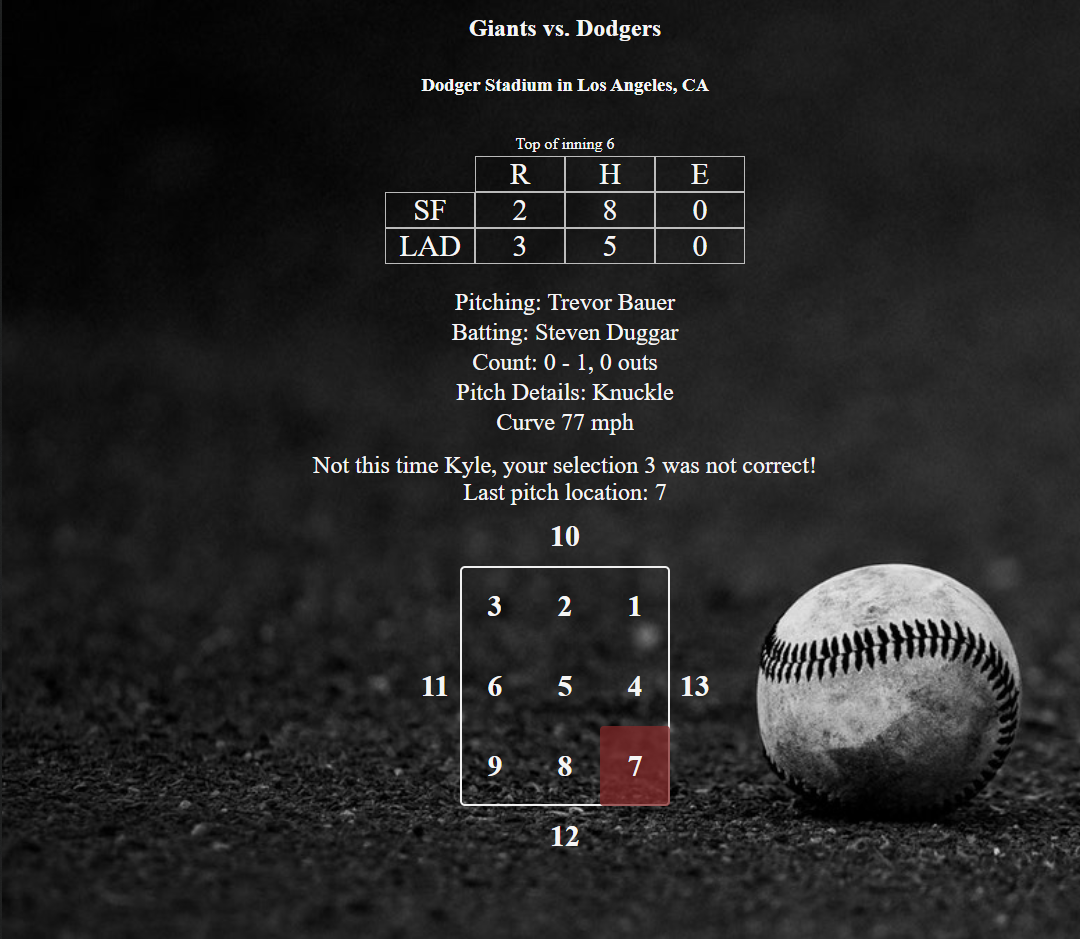 Giants vs. Dodgers
Dodger Stadium in Los Angeles, CA
Top of inning 6
R H E
SF 2 8 0
LAD 3 5 0
Pitching: Trevor Bauer
Batting: Steven Duggar
Count: 0 - 1, 0 outs
Pitch Details: Knuckle
Curve 77 mph
Not this time Kyle, your selection 3 was not correct!
Last pitch location: 7
10
3 2 1
11 6 5 4 13
9 8 7
12